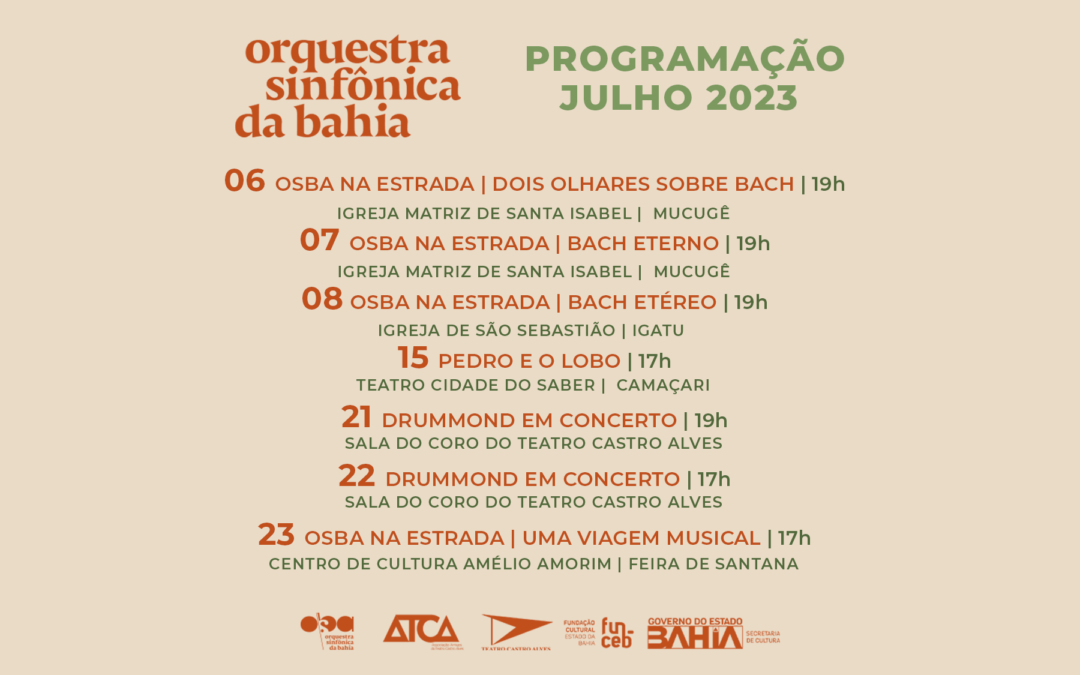 orquestra
sinfônica
da bahia
PROGRAMAÇÃO
JULHO 2023
06 OSBA NA ESTRADA | DOIS OLHARES SOBRE BACH | 19h
IGREJA MATRIZ DE SANTA ISABEL | MUCUGÊ
07 OSBA NA ESTRADA | BACH ETERNO | 19h
IGREJA MATRIZ DE SANTA ISABEL | MUCUGÊ
08 OSBA NA ESTRADA | BACH ETÉREO | 19h
IGREJA DE SÃO SEBASTIÃO | IGATU
15 PEDRO E O LOBO | 17h
TEATRO CIDADE DO SABER | CAMAÇARI
21 DRUMMOND EM CONCERTO | 19h
SALA DO CORO DO TEATRO CASTRO ALVES
22 DRUMMOND EM CONCERTO | 17h
SALA DO CORO DO TEATRO CASTRO ALVES
23 OSBA NA ESTRADA | UMA VIAGEM MUSICAL | 17h
CENTRO DE CULTURA AMÉLIO AMORIM | FEIRA DE SANTANA
orquestra
sinfônica
da bahia
ATCA
TEATRO CASTRO ALVES
FUNDAÇÃO
CULTURAL
ESTADO DA
BAHIA
fun
ceb
GOVERNO DO ESTADO
BAHIA
SECRETARIA
DE CULTURA